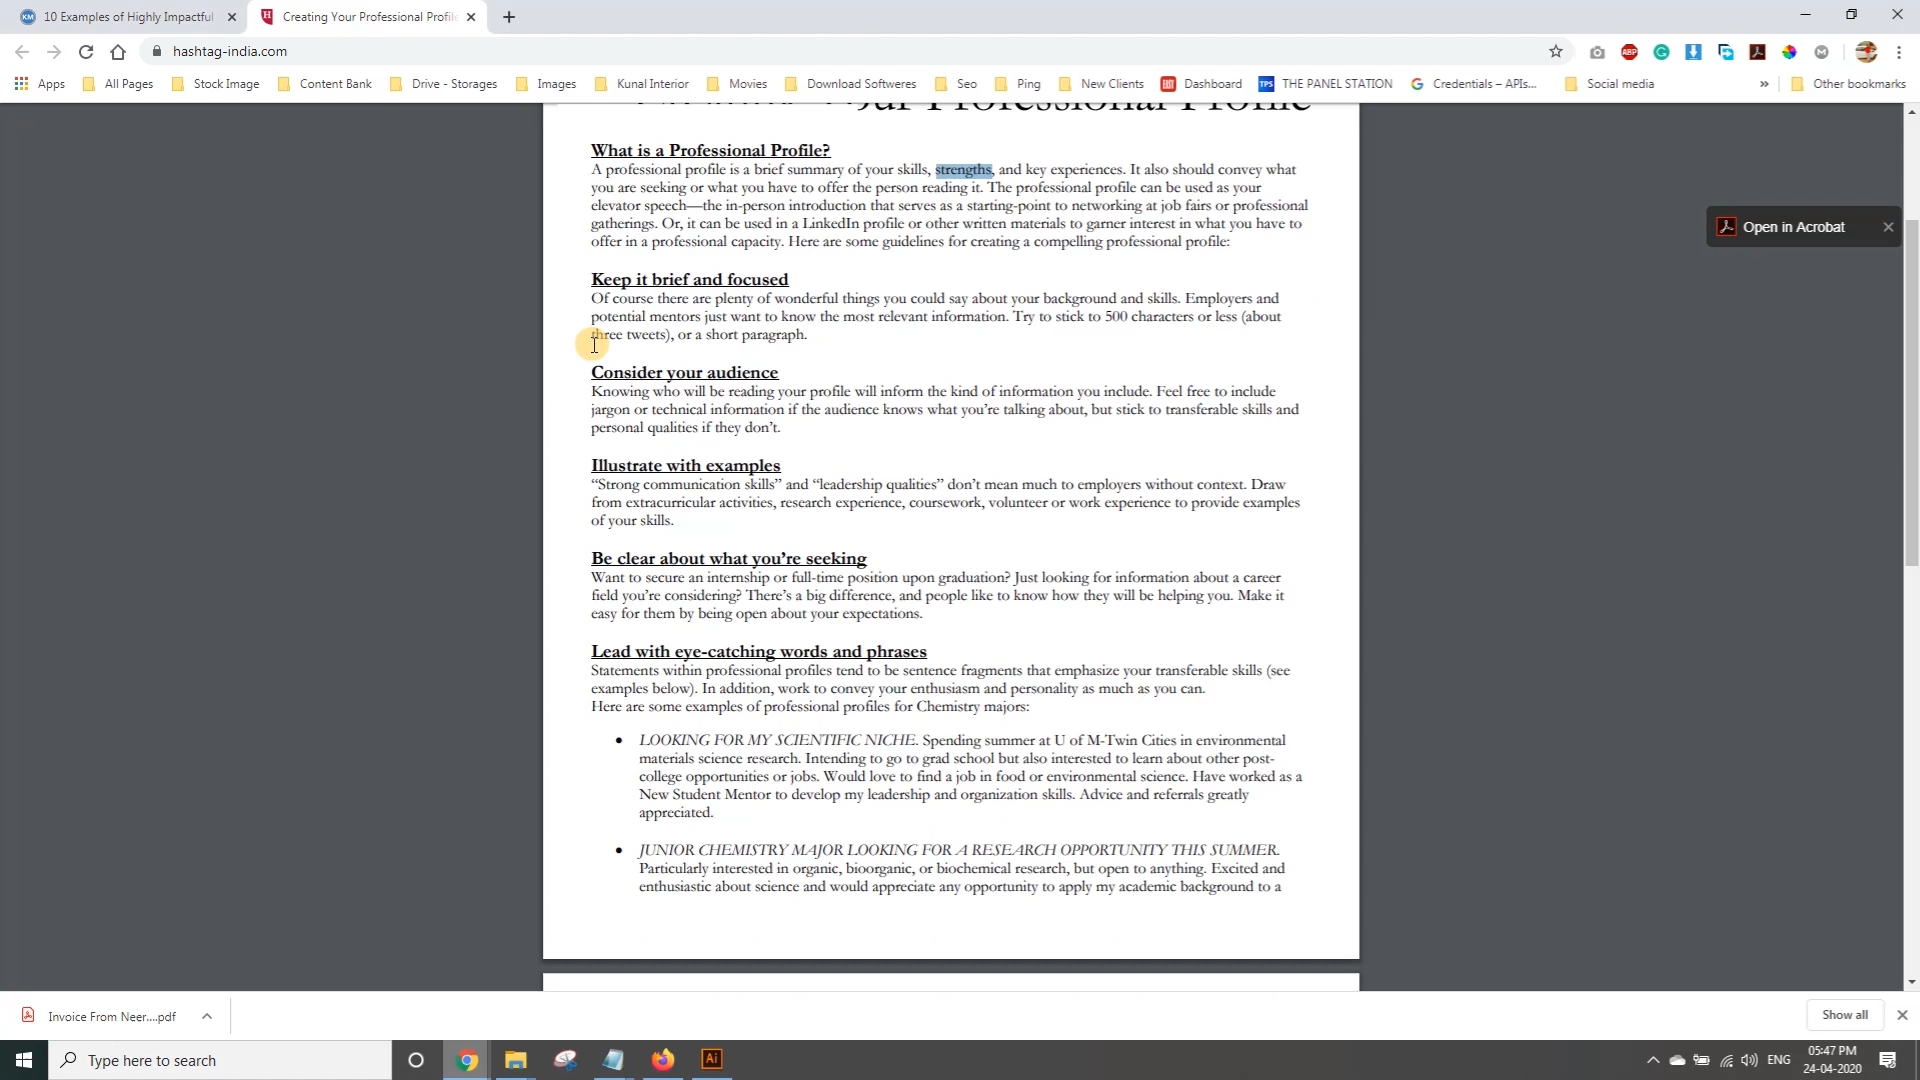 10 Examples of Highly Impactful
Creating Your Professional Profile
hashtag-india.com
Apps
All Pages
Stock Image
Content Bank
Drive - Storages
Images
Kunal Interior
Movies
Download Softweres
Seo
Ping
New Clients
Dashboard
THE PANEL STATION
Credentials – APIs...
Social media
»
Other bookmarks
Your Professional Profile
Open in Acrobat
What is a Professional Profile?
A professional profile is a brief summary of your skills, strengths, and key experiences. It also should convey what
you are seeking or what you have to offer the person reading it. The professional profile can be used as your
elevator speech—the in-person introduction that serves as a starting-point to networking at job fairs or professional
gatherings. Or, it can be used in a LinkedIn profile or other written materials to garner interest in what you have to
offer in a professional capacity. Here are some guidelines for creating a compelling professional profile:
Keep it brief and focused
Of course there are plenty of wonderful things you could say about your background and skills. Employers and
potential mentors just want to know the most relevant information. Try to stick to 500 characters or less (about
three tweets), or a short paragraph.
Consider your audience
Knowing who will be reading your profile will inform the kind of information you include. Feel free to include
jargon or technical information if the audience knows what you’re talking about, but stick to transferable skills and
personal qualities if they don’t.
Illustrate with examples
“Strong communication skills” and “leadership qualities” don’t mean much to employers without context. Draw
from extracurricular activities, research experience, coursework, volunteer or work experience to provide examples
of your skills.
Be clear about what you’re seeking
Want to secure an internship or full-time position upon graduation? Just looking for information about a career
field you’re considering? There’s a big difference, and people like to know how they will be helping you. Make it
easy for them by being open about your expectations.
Lead with eye-catching words and phrases
Statements within professional profiles tend to be sentence fragments that emphasize your transferable skills (see
examples below). In addition, work to convey your enthusiasm and personality as much as you can.
Here are some examples of professional profiles for Chemistry majors:
• LOOKING FOR MY SCIENTIFIC NICHE. Spending summer at U of M-Twin Cities in environmental
materials science research. Intending to go to grad school but also interested to learn about other post-
college opportunities or jobs. Would love to find a job in food or environmental science. Have worked as a
New Student Mentor to develop my leadership and organization skills. Advice and referrals greatly
appreciated.
• JUNIOR CHEMISTRY MAJOR LOOKING FOR A RESEARCH OPPORTUNITY THIS SUMMER.
Particularly interested in organic, bioorganic, or biochemical research, but open to anything. Excited and
enthusiastic about science and would appreciate any opportunity to apply my academic background to a
Invoice From Neer....pdf
Show all
Type here to search
Ai
ENG
05:47 PM
24-04-2020